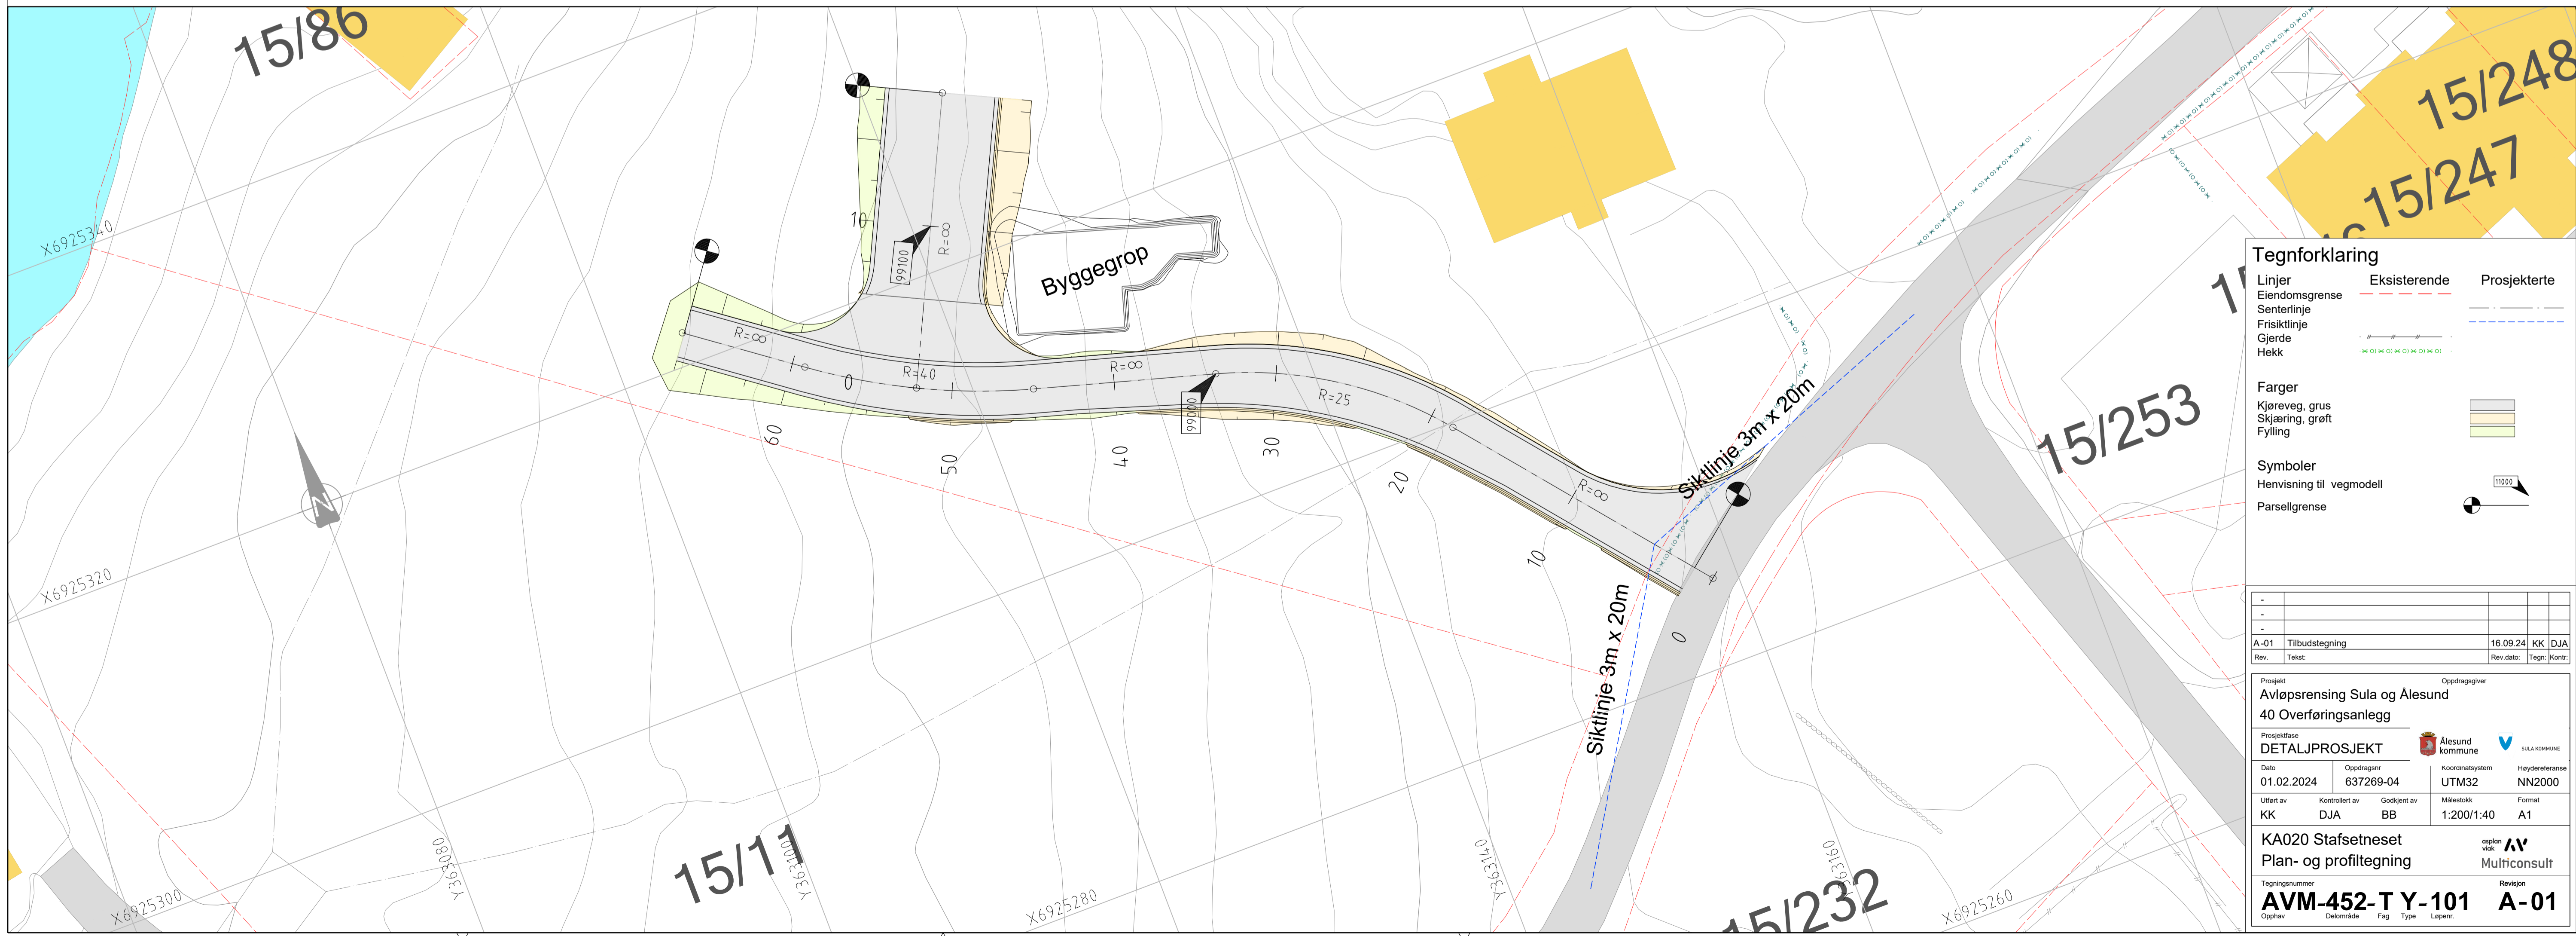 15/86
15/248
15/247
X6925340
10
99100
R=∞
Byggegrop
R=∞
0
R=40
R=∞
99000
R=25
R=∞
60
50
40
30
20
10
0
Siktlinje 3m x 20m
Siktlinje 3m x 20m
15/253
N
X6925320
15/11
15/232
X6925300
Y363080
Y363100
X6925280
Y363140
Y363160
X6925260
Tegnforklaring
Linjer Eksisterende Prosjekterte
Eiendomsgrense
Senterlinje
Frisiktlinje
Gjerde
Hekk
Farger
Kjøreveg, grus
Skjæring, grøft
Fylling
Symboler
Henvisning til vegmodell 11000
Parsellgrense
-
-
-
A-01 Tilbudstegning 16.09.24 KK DJA
Rev. Tekst: Rev.dato: Tegn: Kontr:
Prosjekt Oppdragsgiver
Avløpsrensing Sula og Ålesund
40 Overføringsanlegg
Prosjektfase
DETALJPROSJEKT
Ålesund
kommune
SULA KOMMUNE
Dato Oppdragsnr Koordinatsystem Høydereferanse
01.02.2024 637269-04 UTM32 NN2000
Utført av Kontrollert av Godkjent av Målestokk Format
KK DJA BB 1:200/1:40 A1
KA020 Stafsetneset
Plan- og profiltegning
asplan
viak
Multiconsult
Tegningsnummer Revisjon
AVM-452-T Y-101 A-01
Opphav Delområde Fag Type Løpenr.